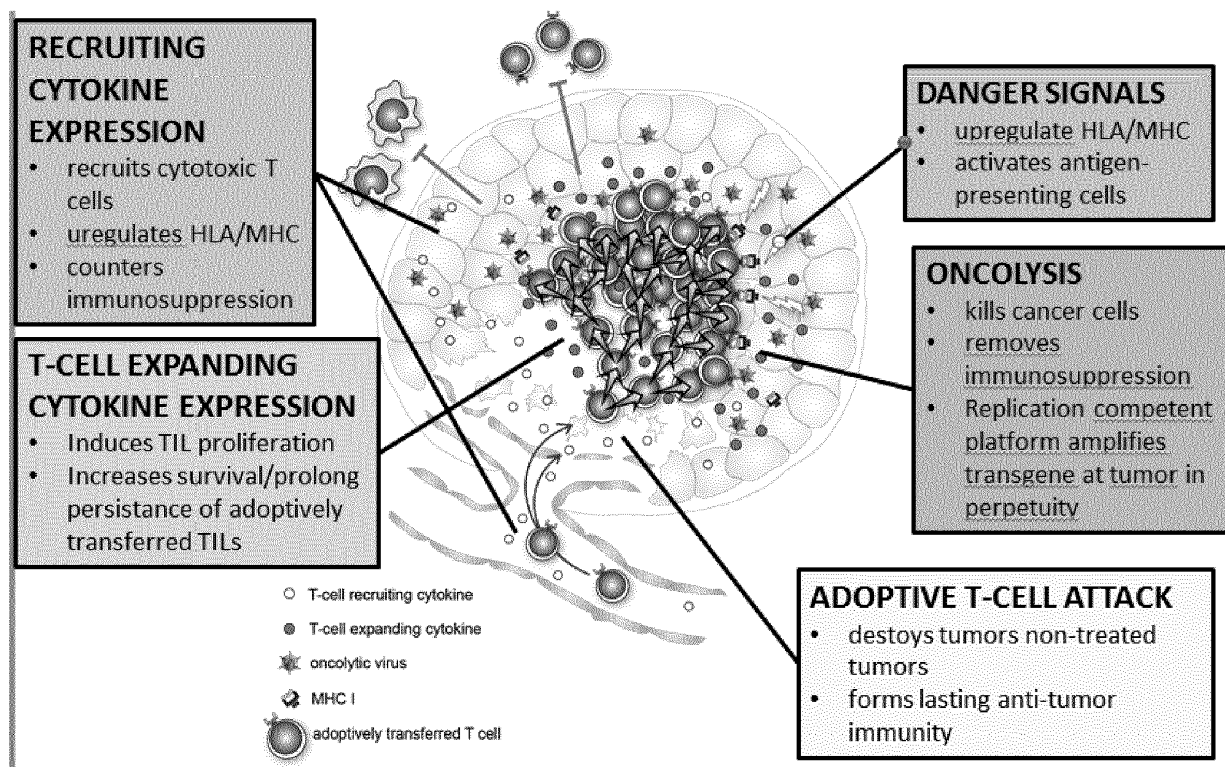 RECRUITING
CYTOKINE
EXPRESSION
• recruits cytotoxic T
cells
• uregulates HLA/MHC
• counters
immunosuppression
T-CELL EXPANDING
CYTOKINE EXPRESSION
• Induces TIL proliferation
• Increases survival/prolong
persistance of adoptively
transferred TILs
DANGER SIGNALS
• upregulate HLA/MHC
• activates antigen-
presenting cells
ONCOLYSIS
• kills cancer cells
• removes
immunosuppression
• Replication competent
platform amplifies
transgene at tumor in
perpetuity
ADOPTIVE T-CELL ATTACK
• destoys tumors non-treated
tumors
• forms lasting anti-tumor
immunity
T-cell recruiting cytokine
T-cell expanding cytokine
oncolytic virus
MHC I
adoptively transferred T cell